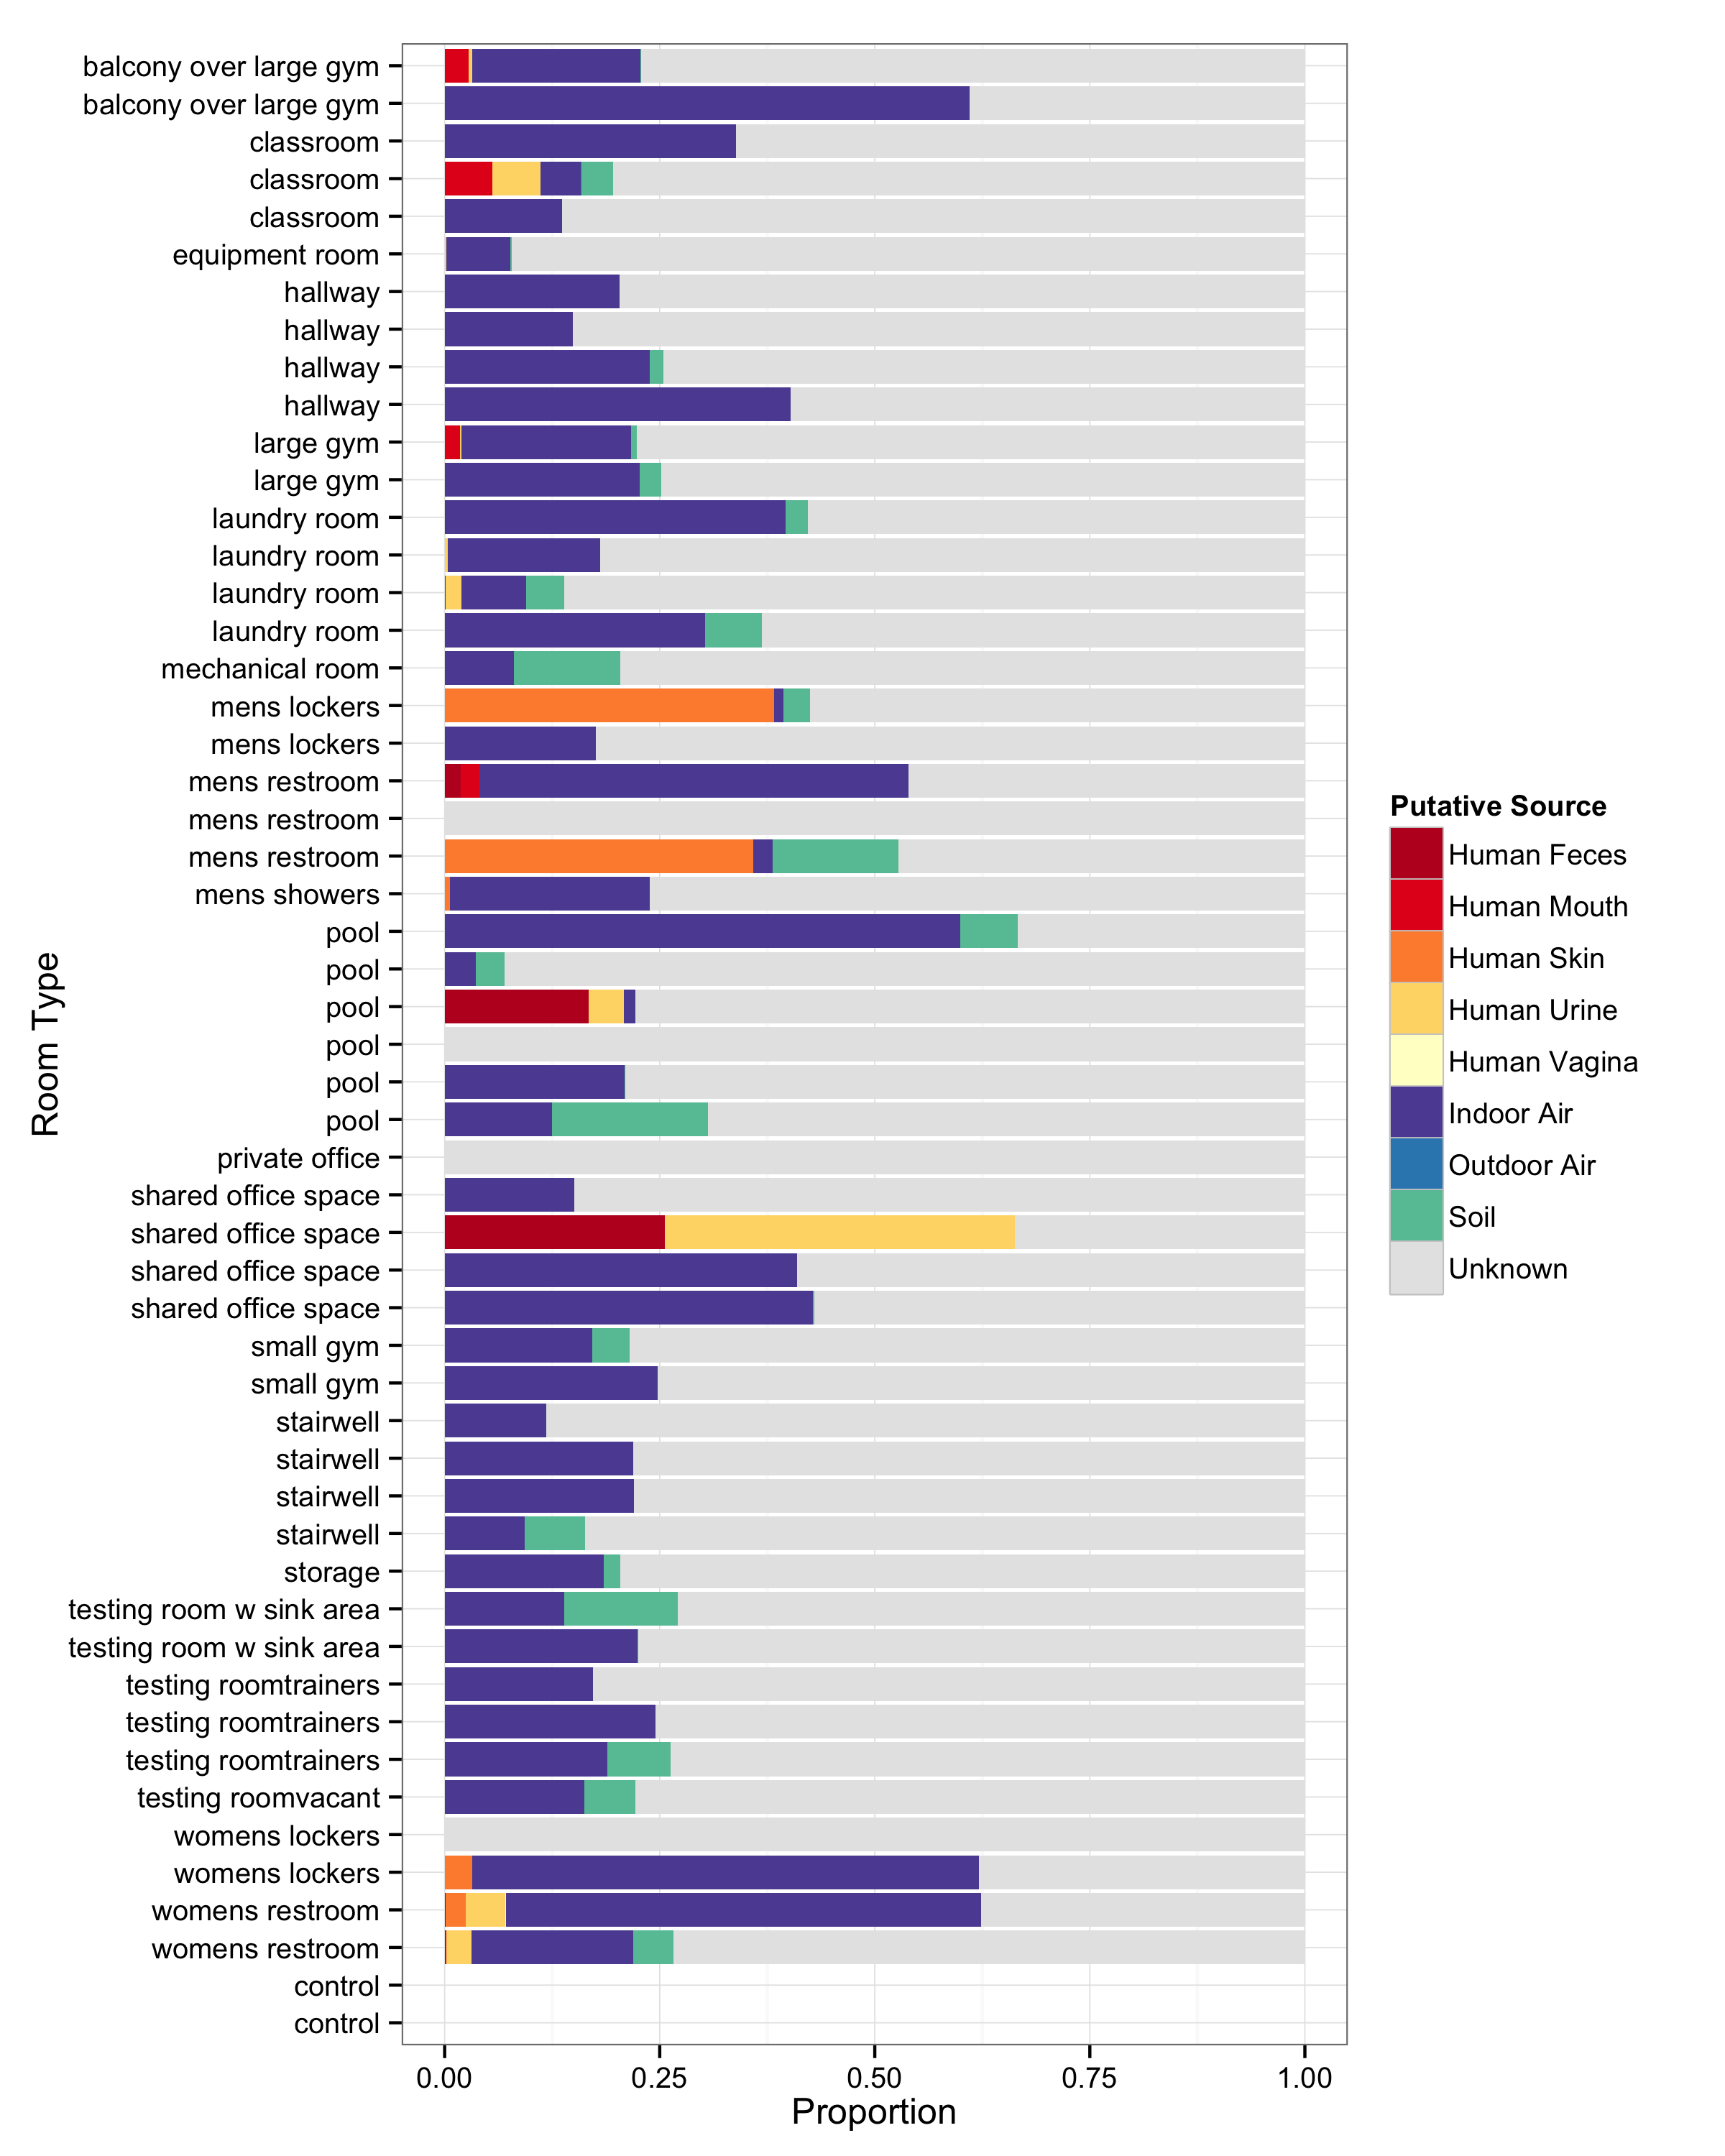 balcony over large gym
balcony over large gym
classroom
classroom
classroom
equipment room
hallway
hallway
hallway
hallway
large gym
large gym
laundry room
laundry room
laundry room
laundry room
mechanical room
mens lockers
mens lockers
mens restroom
mens restroom
mens restroom
mens showers
pool
pool
pool
pool
pool
pool
private office
shared office space
shared office space
shared office space
shared office space
small gym
small gym
stairwell
stairwell
stairwell
stairwell
storage
testing room w sink area
testing room w sink area
testing roomtrainers
testing roomtrainers
testing roomtrainers
testing roomvacant
womens lockers
womens lockers
womens restroom
womens restroom
control
control
Room Type
0.00 0.25 0.50 0.75 1.00
Proportion
Putative Source
Human Feces
Human Mouth
Human Skin
Human Urine
Human Vagina
Indoor Air
Outdoor Air
Soil
Unknown